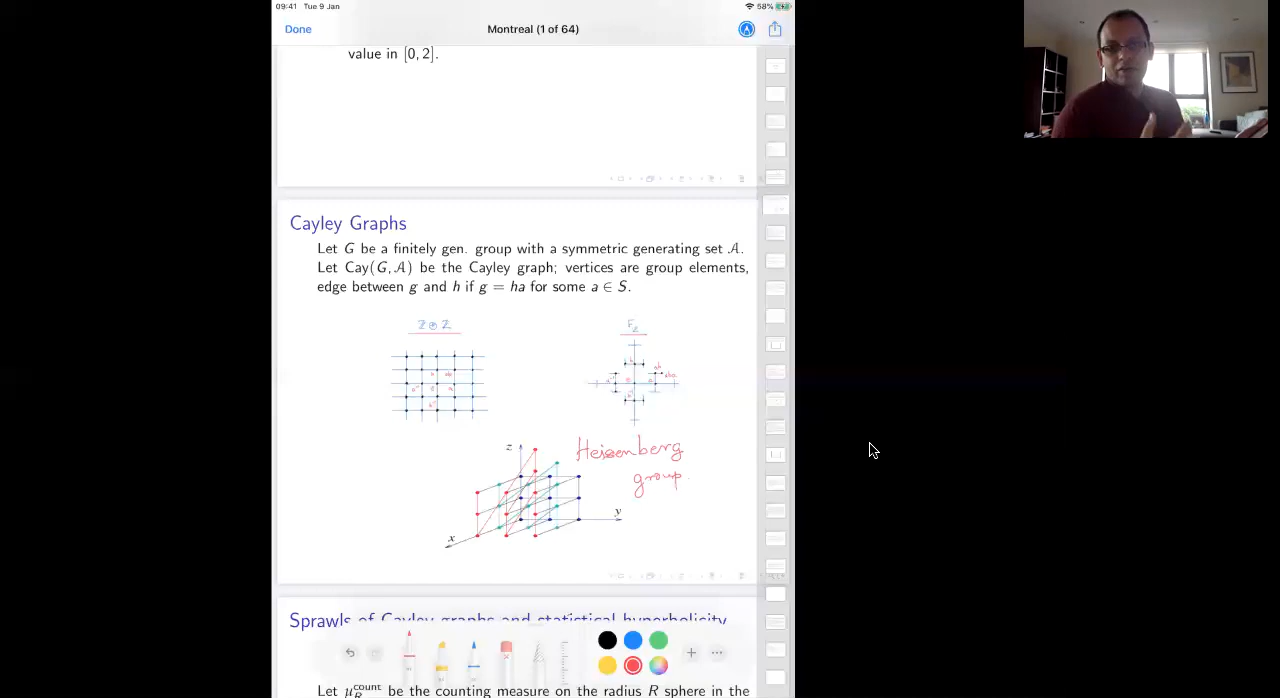 09:41 Tue 9 Jan
58%
Done
Montreal (1 of 64)
value in [0, 2].
Cayley Graphs
Let G be a finitely gen. group with a symmetric generating set 𝒜.
Let Cay(G, 𝒜) be the Cayley graph; vertices are group elements,
edge between g and h if g = ha for some a ∈ S.
ℤ ⊕ ℤ
F₂
Heisenberg
group.
z
y
x
Sprawls of Cayley graphs and statistical hyperbolicity
Let μ_R^count be the counting measure on the radius R sphere in the